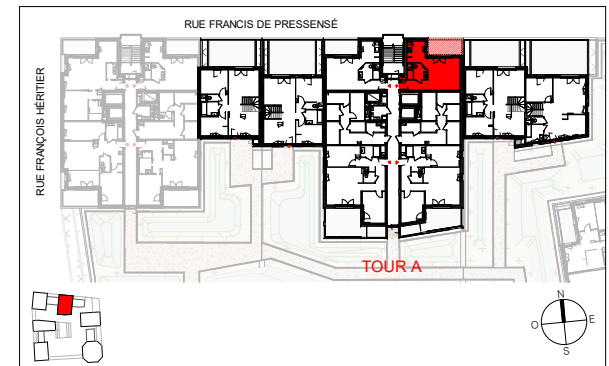 RUE FRANCIS DE PRESSENSÉ
RUE FRANÇOIS HÉRITIER
TOUR A
N
O
E
S